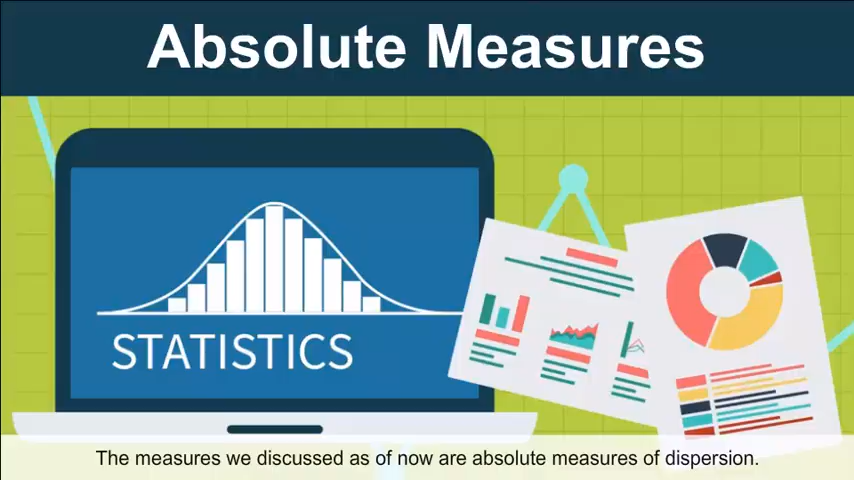 Absolute Measures
STATISTICS
The measures we discussed as of now are absolute measures of dispersion.